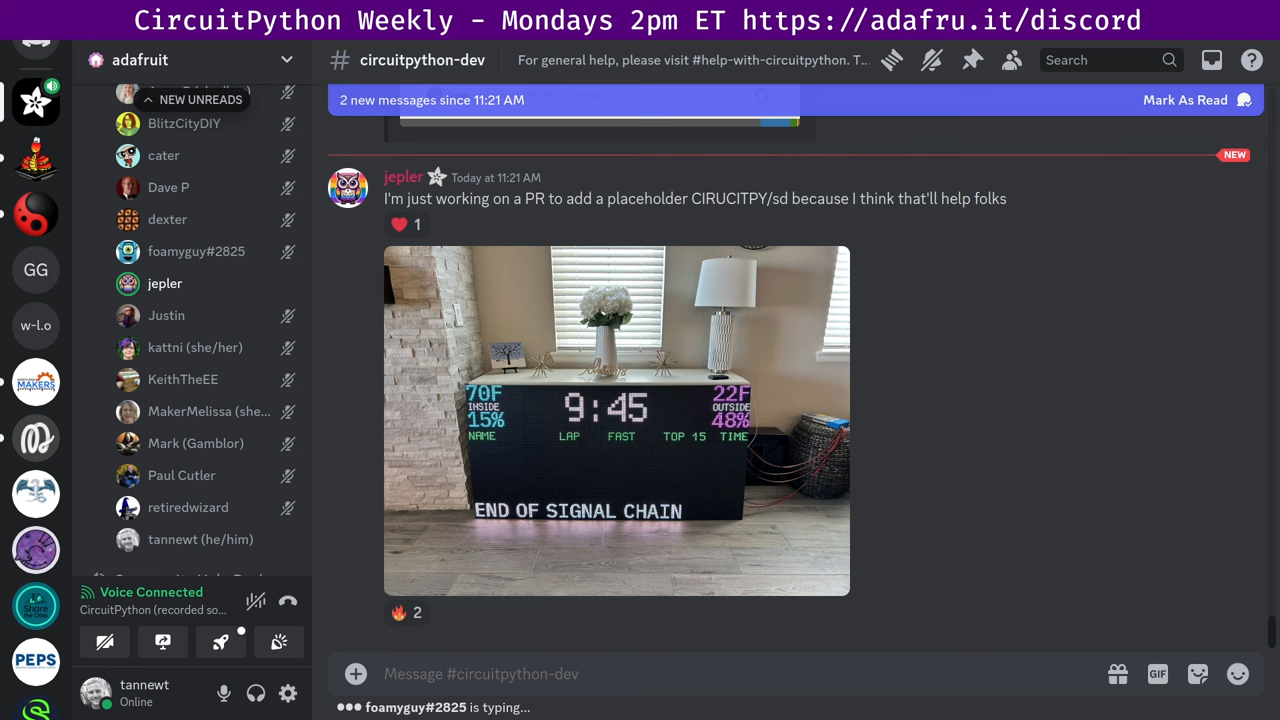 CircuitPython Weekly - Mondays 2pm ET https://adafru.it/discord
adafruit
NEW UNREADS
BlitzCityDIY
cater
Dave P
dexter
foamyguy#2825
jepler
Justin
kattni (she/her)
KeithTheEE
MakerMelissa (she...
Mark (Gamblor)
Paul Cutler
retiredwizard
tannewt (he/him)
Voice Connected
CircuitPython (recorded so...
tannewt
Online
GG
w-l.o
MAKERS
Share
PEPS
# circuitpython-dev
For general help, please visit #help-with-circuitpython. T...
Search
2 new messages since 11:21 AM
Mark As Read
NEW
jepler Today at 11:21 AM
I'm just working on a PR to add a placeholder CIRUCITPY/sd because I think that'll help folks
1
always
70F 9:45 22F
INSIDE OUTSIDE
15% 48%
NAME LAP FAST TOP 15 TIME
END OF SIGNAL CHAIN
2
Message #circuitpython-dev
GIF
foamyguy#2825 is typing...